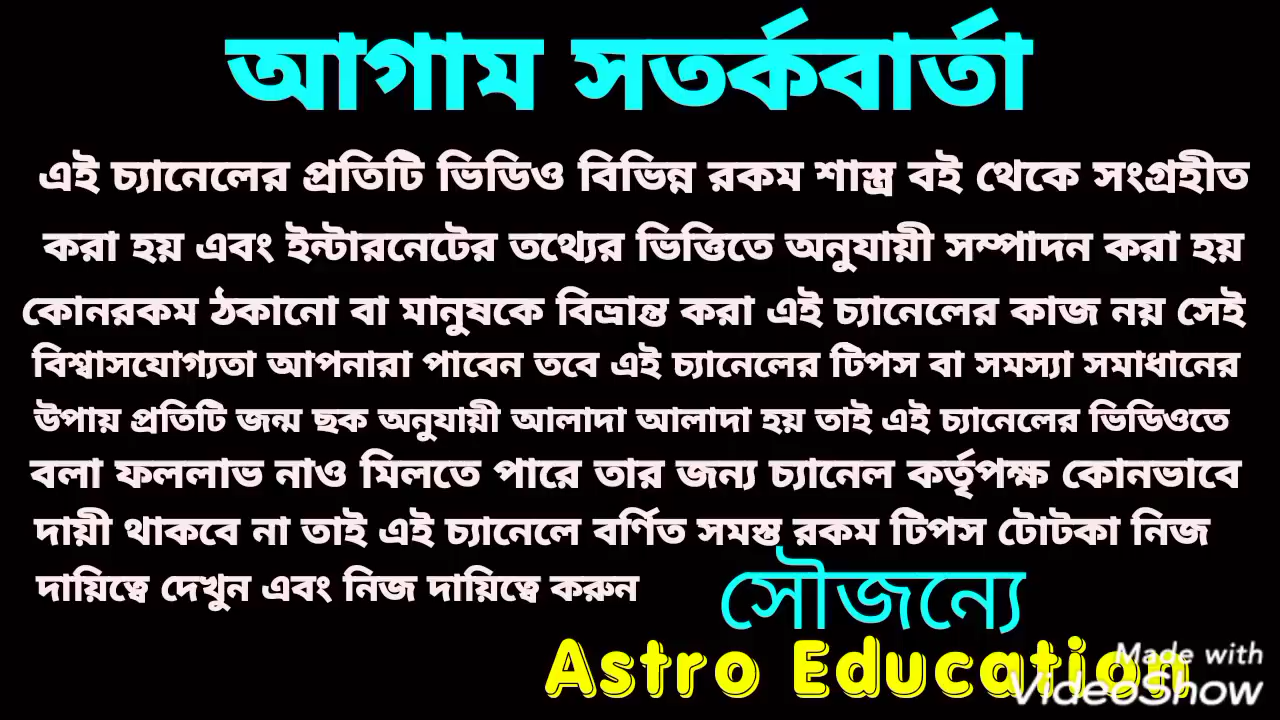 আগাম সতর্কবার্তা
এই চ্যানেলের প্রতিটি ভিডিও বিভিন্ন রকম শাস্ত্র বই থেকে সংগ্রহীত
করা হয় এবং ইন্টারনেটের তথ্যের ভিত্তিতে অনুযায়ী সম্পাদন করা হয়
কোনরকম ঠকানো বা মানুষকে বিভ্রান্ত করা এই চ্যানেলের কাজ নয় সেই
বিশ্বাসযোগ্যতা আপনারা পাবেন তবে এই চ্যানেলের টিপস বা সমস্যা সমাধানের
উপায় প্রতিটি জন্ম ছক অনুযায়ী আলাদা আলাদা হয় তাই এই চ্যানেলের ভিডিওতে
বলা ফললাভ নাও মিলতে পারে তার জন্য চ্যানেল কর্তৃপক্ষ কোনভাবে
দায়ী থাকবে না তাই এই চ্যানেলে বর্ণিত সমস্ত রকম টিপস টোটকা নিজ
দায়িত্বে দেখুন এবং নিজ দায়িত্বে করুন
সৌজন্যে
Astro Education
Made with
VideoShow